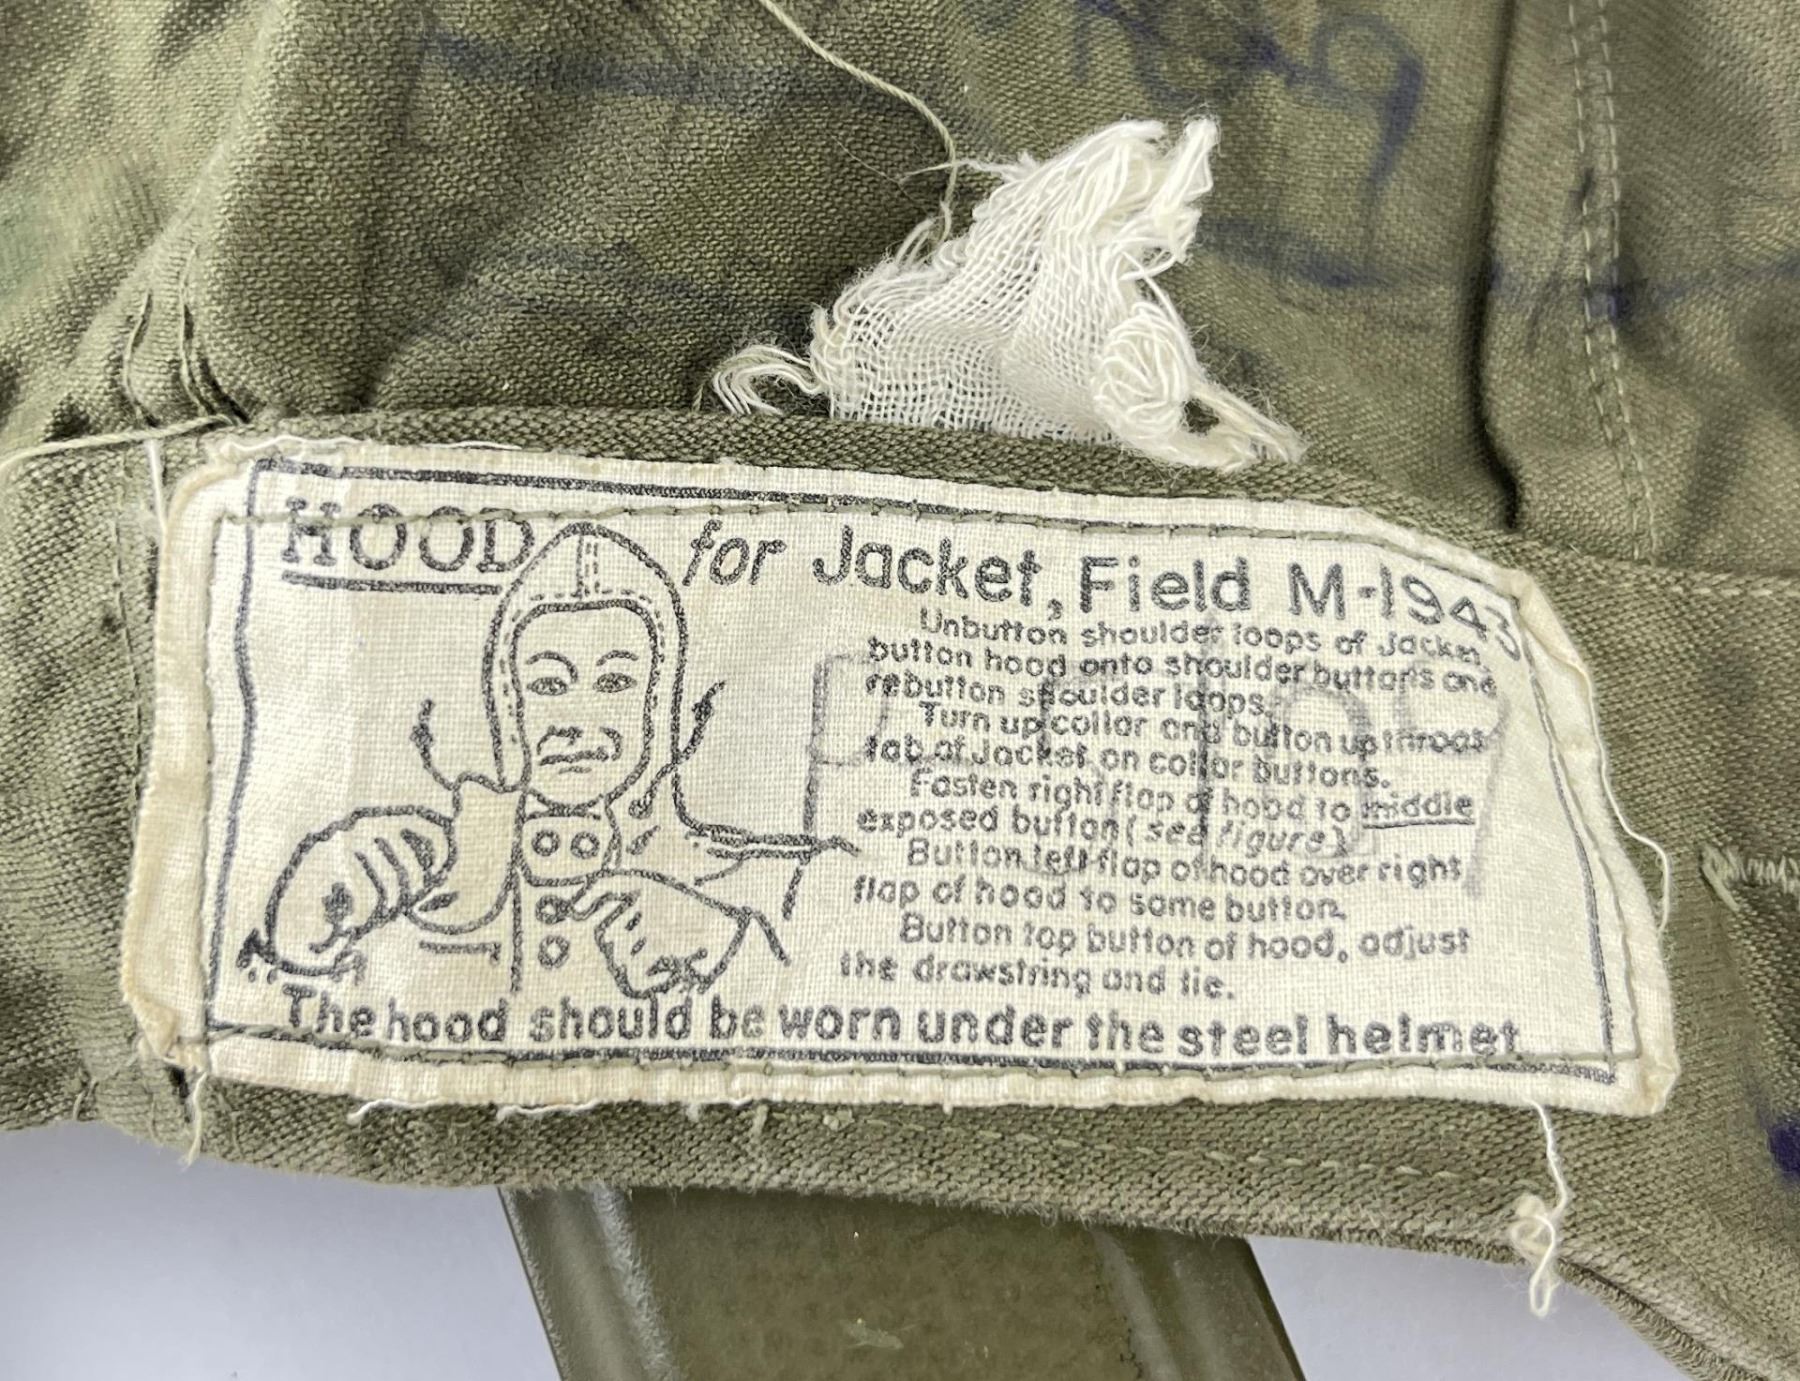 HOOD for Jacket, Field M-1943
Unbutton shoulder loops of Jacket,
button hood onto shoulder buttons and
rebutton shoulder loops.
Turn up collar and button up throat
tab of Jacket on collar buttons.
Fasten right flap of hood to middle
exposed button (see figure)
Button left flap of hood over right
flap of hood to same button.
Button top button of hood, adjust
the drawstring and tie.
The hood should be worn under the steel helmet